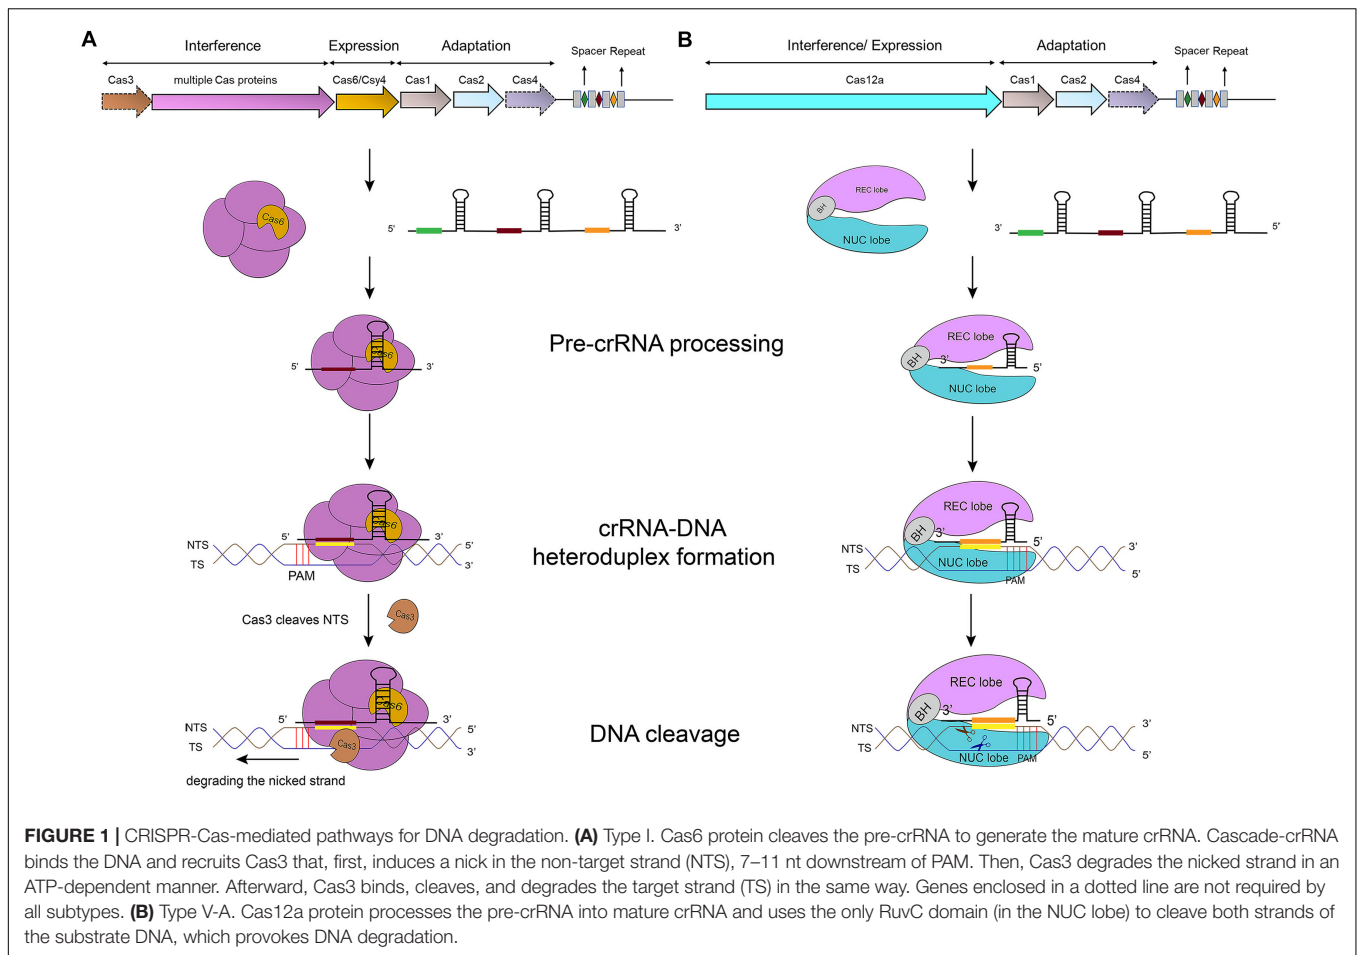 A
Interference Expression Adaptation
Spacer Repeat
Cas3 multiple Cas proteins Cas6/Csy4 Cas1 Cas2 Cas4
B
Interference/ Expression Adaptation
Spacer Repeat
Cas12a Cas1 Cas2 Cas4
Cas6
5' 3'
REC lobe
BH
NUC lobe
3' 5'
Pre-crRNA processing
Cas6
5' 3'
REC lobe
BH
3' 5'
NUC lobe
crRNA-DNA
heteroduplex formation
Cas6
5' 3'
NTS 5'
TS 3'
PAM
REC lobe
BH
3' 5'
NTS 3'
NUC lobe
TS 5'
PAM
Cas3 cleaves NTS
Cas3
DNA cleavage
Cas6
5' 3'
NTS 5'
Cas3
TS 3'
degrading the nicked strand
REC lobe
BH
3' 5'
NTS 3'
TS 5'
NUC lobe PAM
FIGURE 1 | CRISPR-Cas-mediated pathways for DNA degradation. (A) Type I. Cas6 protein cleaves the pre-crRNA to generate the mature crRNA. Cascade-crRNA
binds the DNA and recruits Cas3 that, first, induces a nick in the non-target strand (NTS), 7–11 nt downstream of PAM. Then, Cas3 degrades the nicked strand in an
ATP-dependent manner. Afterward, Cas3 binds, cleaves, and degrades the target strand (TS) in the same way. Genes enclosed in a dotted line are not required by
all subtypes. (B) Type V-A. Cas12a protein processes the pre-crRNA into mature crRNA and uses the only RuvC domain (in the NUC lobe) to cleave both strands of
the substrate DNA, which provokes DNA degradation.